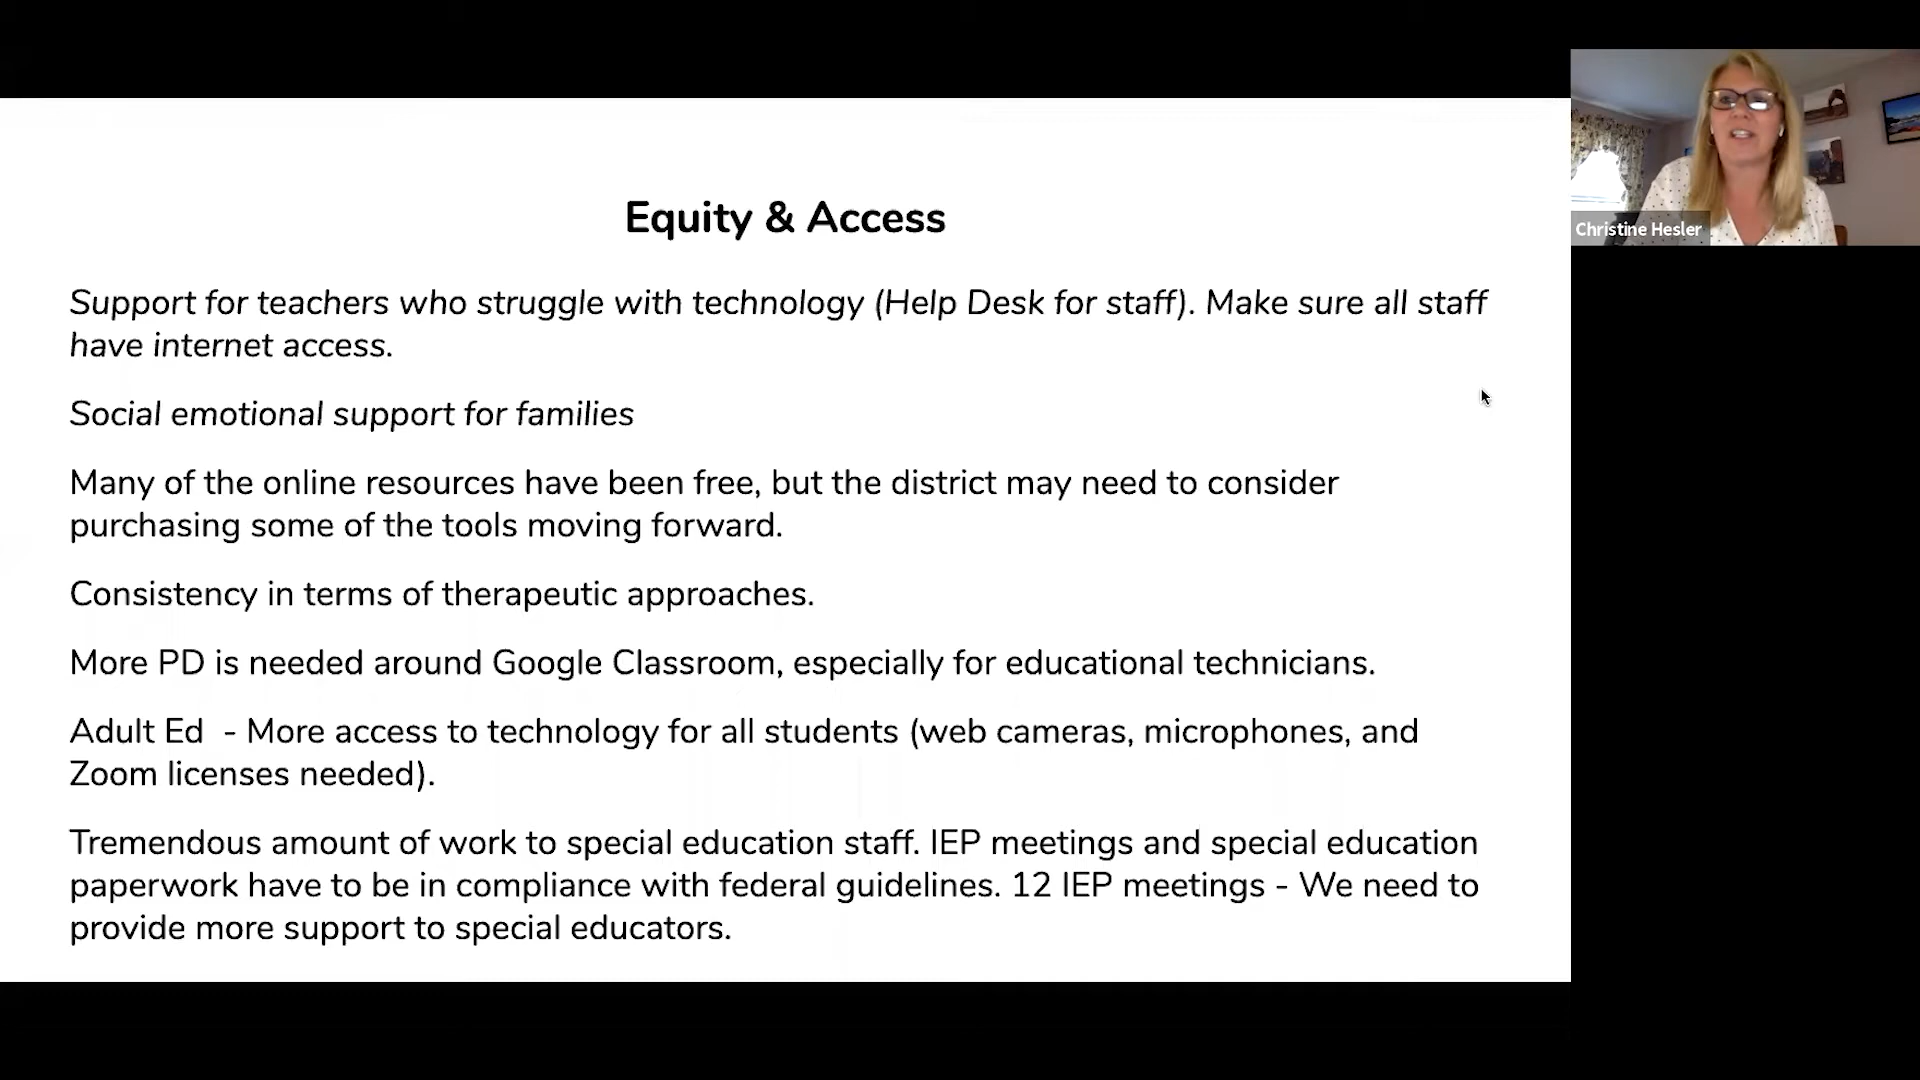 Equity & Access
Support for teachers who struggle with technology (Help Desk for staff). Make sure all staff
have internet access.
Social emotional support for families
Many of the online resources have been free, but the district may need to consider
purchasing some of the tools moving forward.
Consistency in terms of therapeutic approaches.
More PD is needed around Google Classroom, especially for educational technicians.
Adult Ed  - More access to technology for all students (web cameras, microphones, and
Zoom licenses needed).
Tremendous amount of work to special education staff. IEP meetings and special education
paperwork have to be in compliance with federal guidelines. 12 IEP meetings - We need to
provide more support to special educators.
Christine Hesler